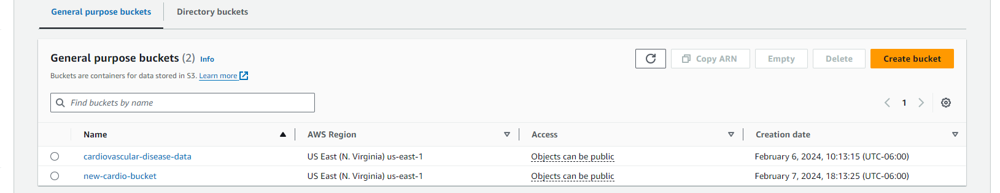 General purpose buckets Directory buckets
General purpose buckets (2) Info
Copy ARN Empty Delete Create bucket
Buckets are containers for data stored in S3. Learn more
Find buckets by name
1
Name AWS Region Access Creation date
cardiovascular-disease-data US East (N. Virginia) us-east-1 Objects can be public February 6, 2024, 10:13:15 (UTC-06:00)
new-cardio-bucket US East (N. Virginia) us-east-1 Objects can be public February 7, 2024, 18:13:25 (UTC-06:00)